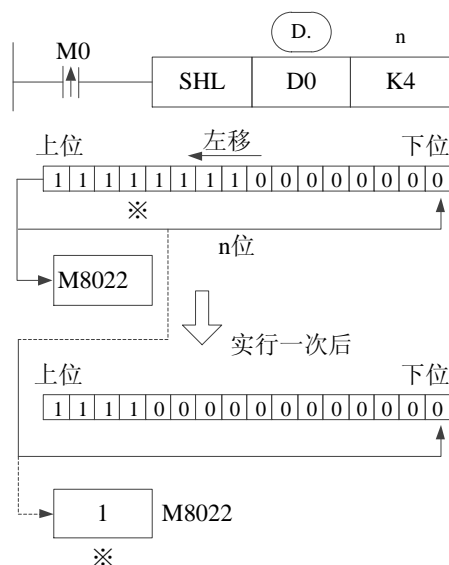 D.
n
M0
SHL D0 K4
左移
上位 下位
1 1 1 1 1 1 1 1 0 0 0 0 0 0 0 0
※
n位
M8022
实行一次后
上位 下位
1 1 1 1 0 0 0 0 0 0 0 0 0 0 0 0
1 M8022
※